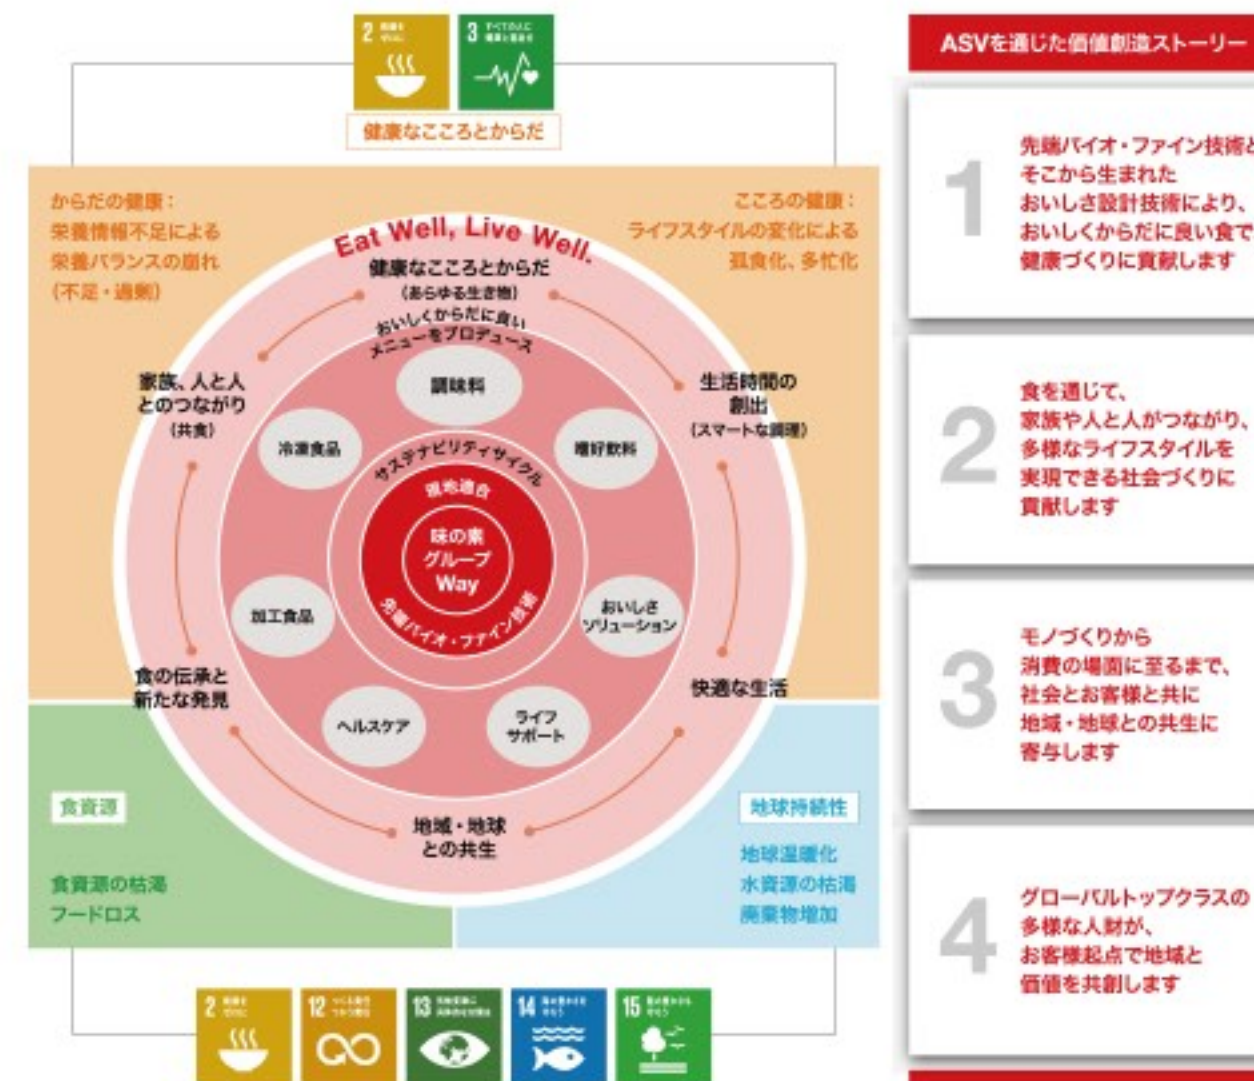 2
3
健康なこころとからだ
からだの健康：
栄養情報不足による
栄養バランスの崩れ
（不足・過剰）
こころの健康：
ライフスタイルの変化による
孤食化、多忙化
Eat Well, Live Well.
健康なこころとからだ
（あらゆる生き物）
おいしくからだに良い
メニューをプロデュース
家族、人と人
とのつながり
（共食）
生活時間の
創出
（スマートな調理）
調味料
冷凍食品
嗜好飲料
サステナビリティサイクル
現地適合
味の素
グループ
Way
先端バイオ・ファイン技術
加工食品
おいしさ
ソリューション
食の伝承と
新たな発見
快適な生活
ヘルスケア
ライフ
サポート
地域・地球
との共生
食資源
食資源の枯渇
フードロス
地球持続性
地球温暖化
水資源の枯渇
廃棄物増加
2
12
13
14
15
ASVを通じた価値創造ストーリー
1
先端バイオ・ファイン技術と
そこから生まれた
おいしさ設計技術により、
おいしくからだに良い食で
健康づくりに貢献します
2
食を通じて、
家族や人と人がつながり、
多様なライフスタイルを
実現できる社会づくりに
貢献します
3
モノづくりから
消費の場面に至るまで、
社会とお客様と共に
地域・地球との共生に
寄与します
4
グローバルトップクラスの
多様な人財が、
お客様起点で地域と
価値を共創します